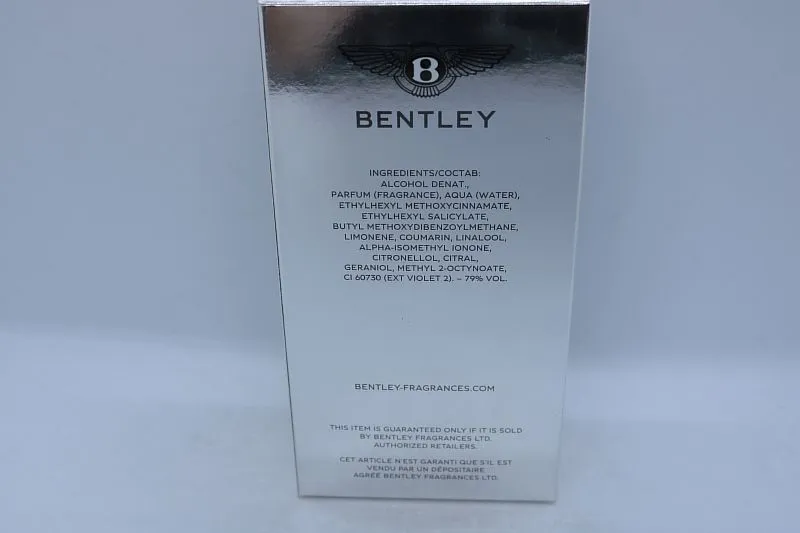 B
BENTLEY
INGREDIENTS/COCTAB:
ALCOHOL DENAT.,
PARFUM (FRAGRANCE), AQUA (WATER),
ETHYLHEXYL METHOXYCINNAMATE,
ETHYLHEXYL SALICYLATE,
BUTYL METHOXYDIBENZOYLMETHANE,
LIMONENE, COUMARIN, LINALOOL,
ALPHA-ISOMETHYL IONONE,
CITRONELLOL, CITRAL,
GERANIOL, METHYL 2-OCTYNOATE,
CI 60730 (EXT VIOLET 2). – 79% VOL.
BENTLEY-FRAGRANCES.COM
THIS ITEM IS GUARANTEED ONLY IF IT IS SOLD
BY BENTLEY FRAGRANCES LTD.
AUTHORIZED RETAILERS.
CET ARTICLE N'EST GARANTI QUE S'IL EST
VENDU PAR UN DÉPOSITAIRE
AGRÉÉ BENTLEY FRAGRANCES LTD.